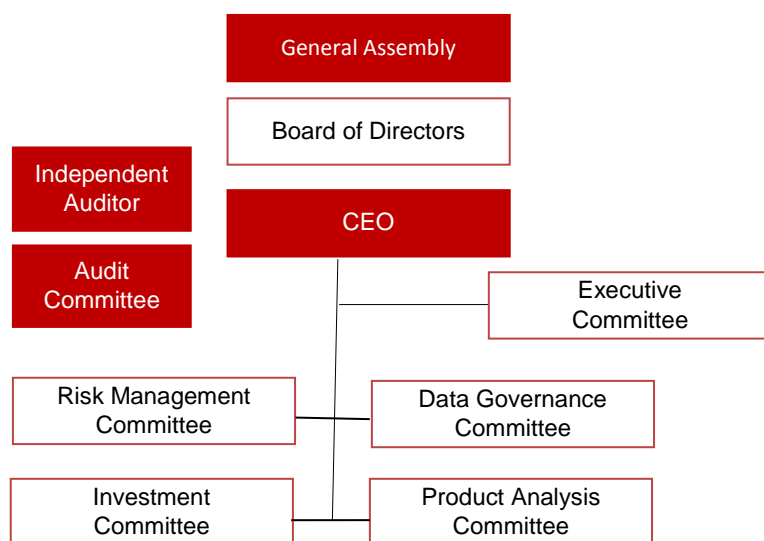 General Assembly
Board of Directors
Independent
Auditor
CEO
Audit
Committee
Executive
Committee
Risk Management
Committee
Data Governance
Committee
Investment
Committee
Product Analysis
Committee